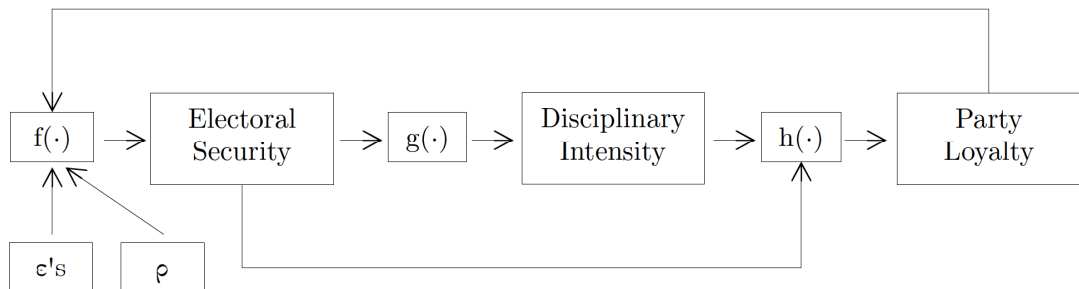 f(·)
Electoral
Security
g(·)
Disciplinary
Intensity
h(·)
Party
Loyalty
ε's
ρ